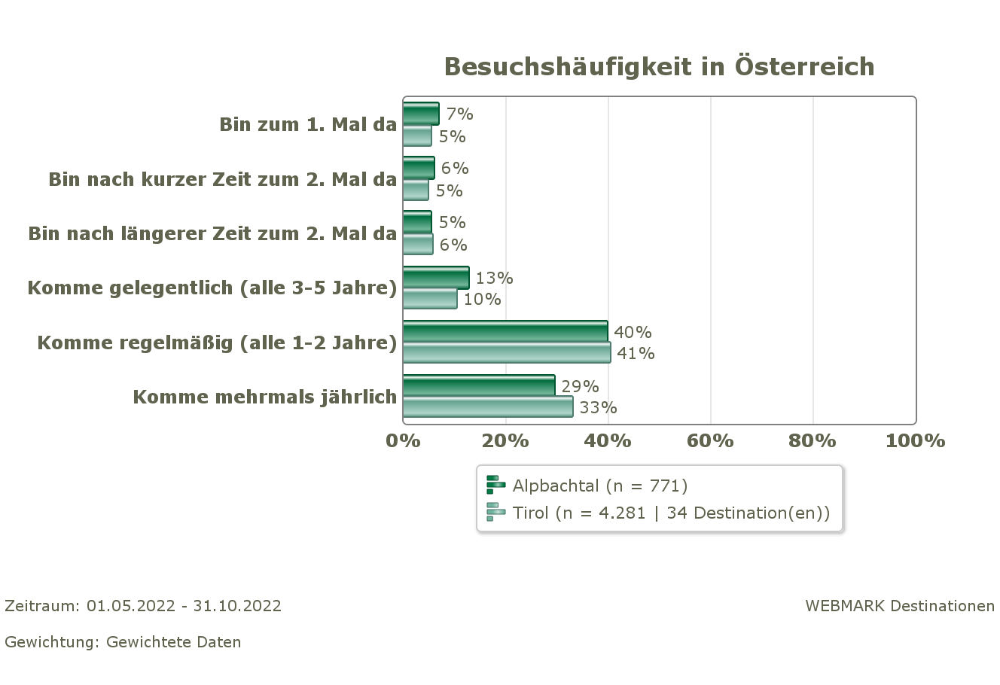 Besuchshäufigkeit in Österreich
Bin zum 1. Mal da
7%
5%
Bin nach kurzer Zeit zum 2. Mal da
6%
5%
Bin nach längerer Zeit zum 2. Mal da
5%
6%
Komme gelegentlich (alle 3-5 Jahre)
13%
10%
Komme regelmäßig (alle 1-2 Jahre)
40%
41%
Komme mehrmals jährlich
29%
33%
0% 20% 40% 60% 80% 100%
Alpbachtal (n = 771)
Tirol (n = 4.281 | 34 Destination(en))
Zeitraum: 01.05.2022 - 31.10.2022
WEBMARK Destinationen
Gewichtung: Gewichtete Daten